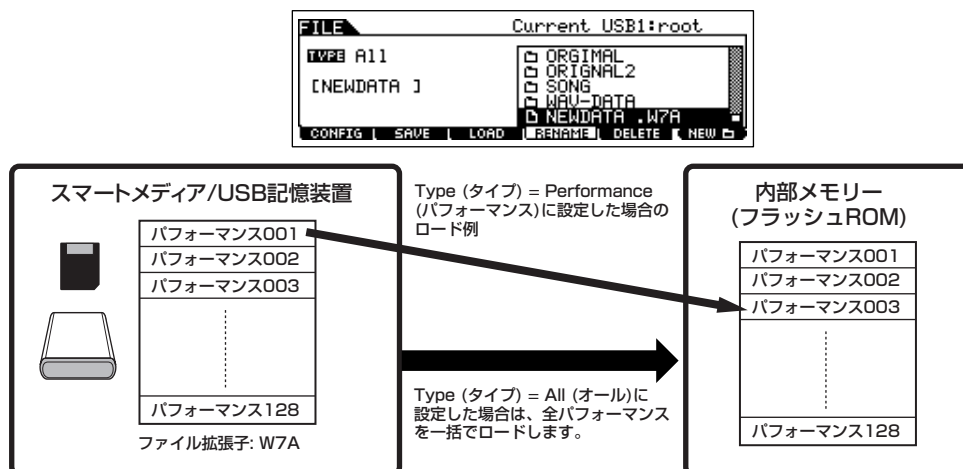 FILE Current USB1:root
TYPE All
[NEWDATA ]
ORGIMAL
ORIGNAL2
SONG
WAV-DATA
NEWDATA .W7A
CONFIG SAVE LOAD RENAME DELETE NEW
スマートメディア/USB記憶装置
パフォーマンス001
パフォーマンス002
パフォーマンス003
パフォーマンス128
ファイル拡張子: W7A
Type (タイプ) = Performance
(パフォーマンス)に設定した場合の
ロード例
Type (タイプ) = All (オール)に
設定した場合は、全パフォーマンス
を一括でロードします。
内部メモリー
(フラッシュROM)
パフォーマンス001
パフォーマンス002
パフォーマンス003
パフォーマンス128